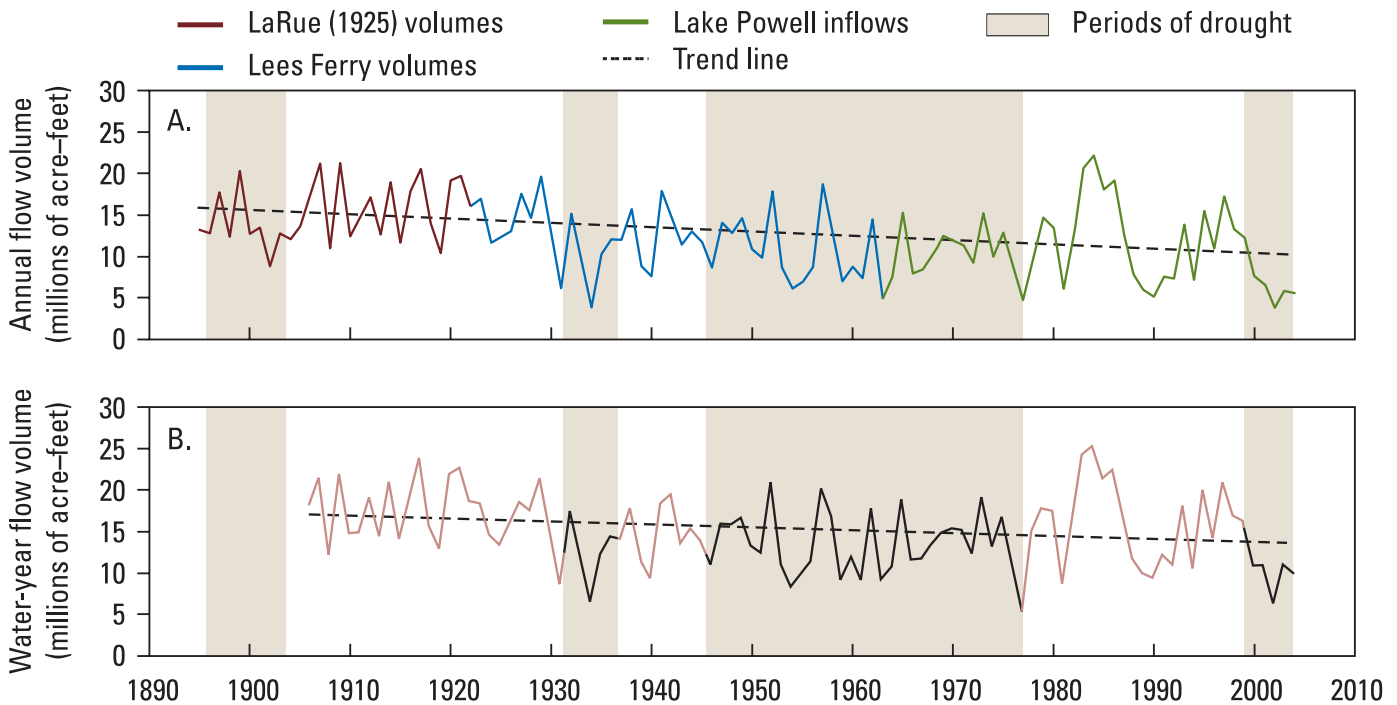 LaRue (1925) volumes
Lake Powell inflows
Periods of drought
Lees Ferry volumes
Trend line
Annual flow volume
(millions of acre–feet)
A.
30
25
20
15
10
5
0
Water-year flow volume
(millions of acre–feet)
B.
30
25
20
15
10
5
0
1890 1900 1910 1920 1930 1940 1950 1960 1970 1980 1990 2000 2010